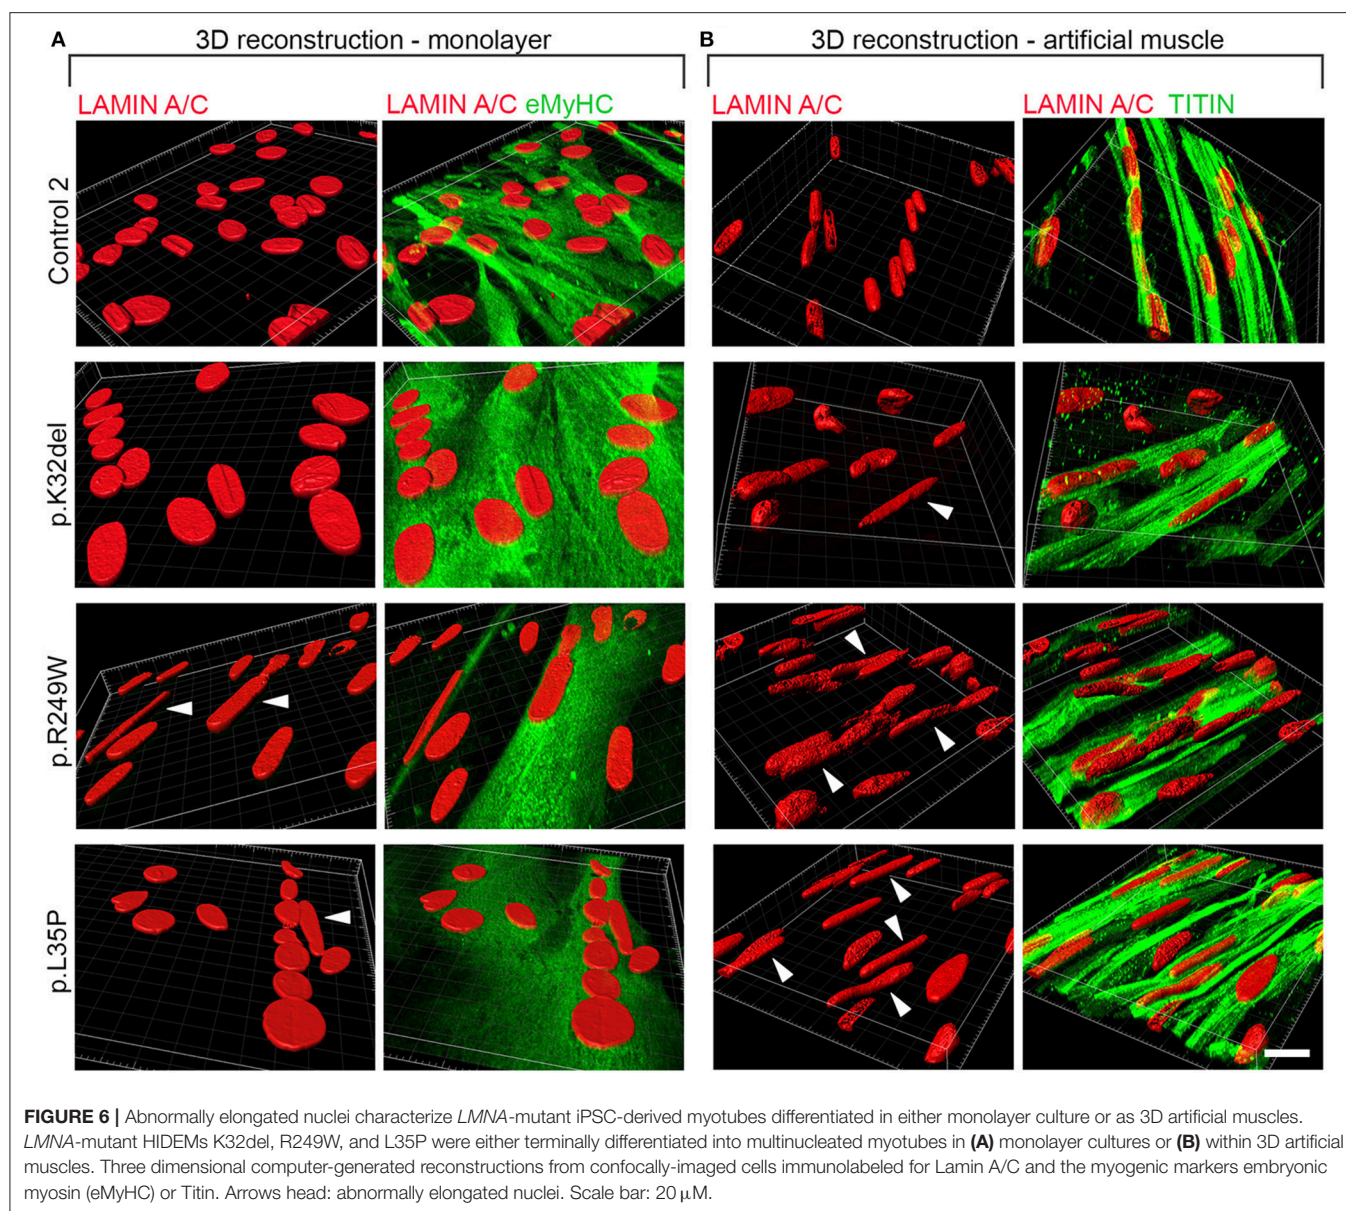 A
3D reconstruction - monolayer
B
3D reconstruction - artificial muscle
LAMIN A/C
LAMIN A/C eMyHC
LAMIN A/C
LAMIN A/C TITIN
Control 2
p.K32del
p.R249W
p.L35P
FIGURE 6 | Abnormally elongated nuclei characterize LMNA-mutant iPSC-derived myotubes differentiated in either monolayer culture or as 3D artificial muscles.
LMNA-mutant HIDEMs K32del, R249W, and L35P were either terminally differentiated into multinucleated myotubes in (A) monolayer cultures or (B) within 3D artificial
muscles. Three dimensional computer-generated reconstructions from confocally-imaged cells immunolabeled for Lamin A/C and the myogenic markers embryonic
myosin (eMyHC) or Titin. Arrows head: abnormally elongated nuclei. Scale bar: 20 μM.